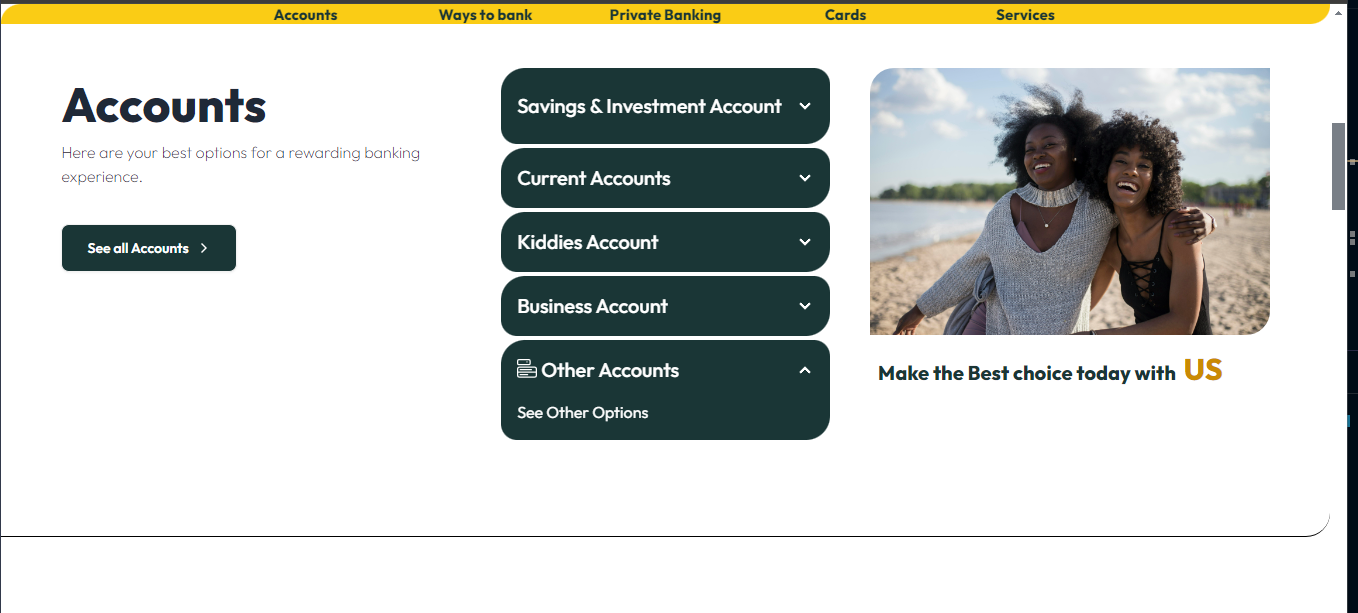 Accounts Ways to bank Private Banking Cards Services
Accounts
Here are your best options for a rewarding banking
experience.
See all Accounts
Savings & Investment Account
Current Accounts
Kiddies Account
Business Account
Other Accounts
See Other Options
Make the Best choice today with US